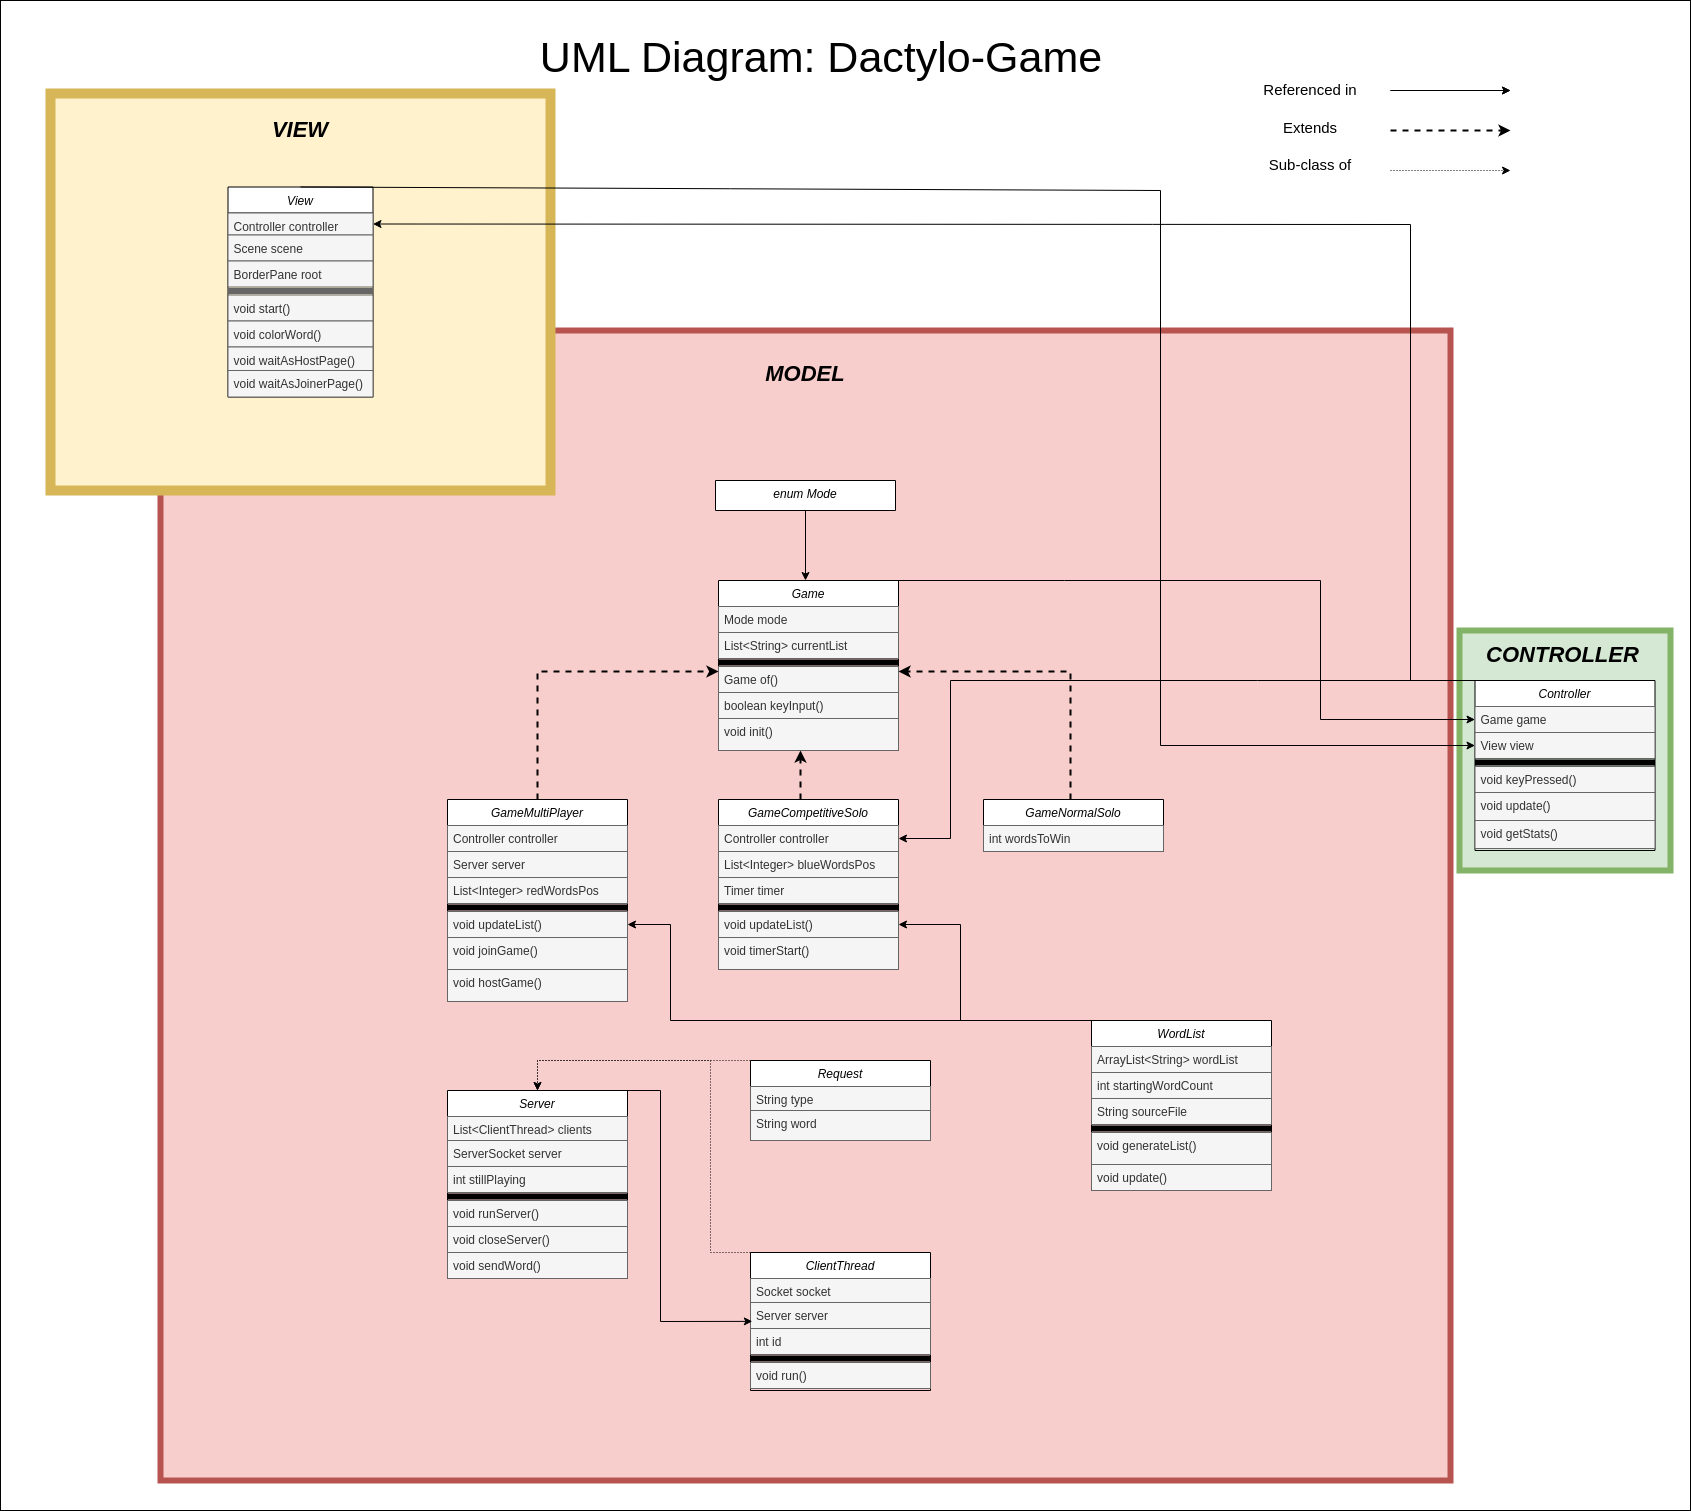 UML Diagram: Dactylo-Game
Referenced in
Extends
Sub-class of
VIEW
View
Controller controller
Scene scene
BorderPane root
void start()
void colorWord()
void waitAsHostPage()
void waitAsJoinerPage()
MODEL
enum Mode
Game
Mode mode
List<String> currentList
Game of()
boolean keyInput()
void init()
CONTROLLER
Controller
Game game
View view
void keyPressed()
void update()
void getStats()
GameMultiPlayer
Controller controller
Server server
List<Integer> redWordsPos
void updateList()
void joinGame()
void hostGame()
GameCompetitiveSolo
Controller controller
List<Integer> blueWordsPos
Timer timer
void updateList()
void timerStart()
GameNormalSolo
int wordsToWin
WordList
ArrayList<String> wordList
int startingWordCount
String sourceFile
void generateList()
void update()
Request
String type
String word
Server
List<ClientThread> clients
ServerSocket server
int stillPlaying
void runServer()
void closeServer()
void sendWord()
ClientThread
Socket socket
Server server
int id
void run()